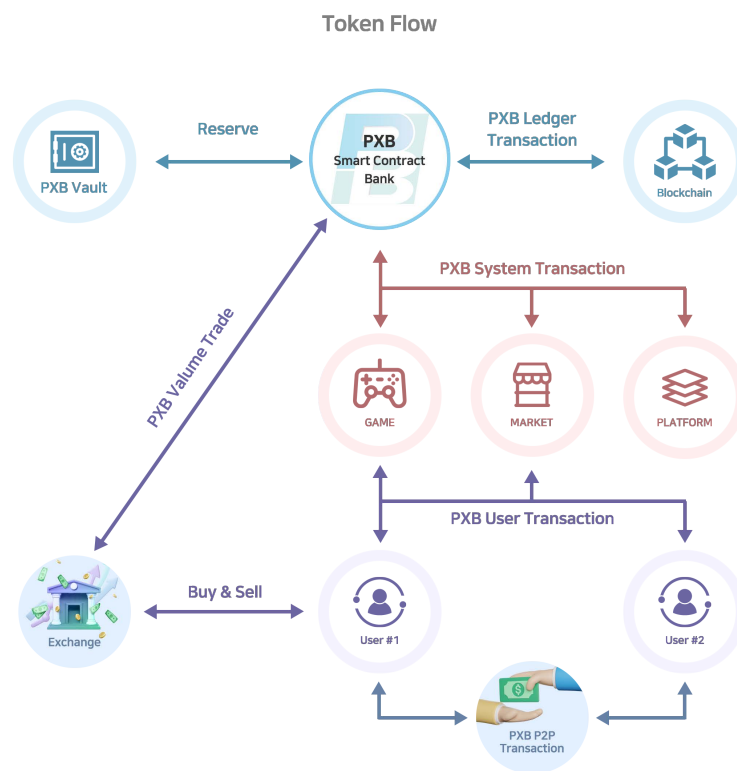 Token Flow
Reserve
PXB Ledger
Transaction
PXB
Smart Contract
Bank
PXB Vault
Blockchain
PXB System Transaction
PXB Valume Trade
GAME
MARKET
PLATFORM
PXB User Transaction
Buy & Sell
Exchange
User #1
User #2
PXB P2P
Transaction